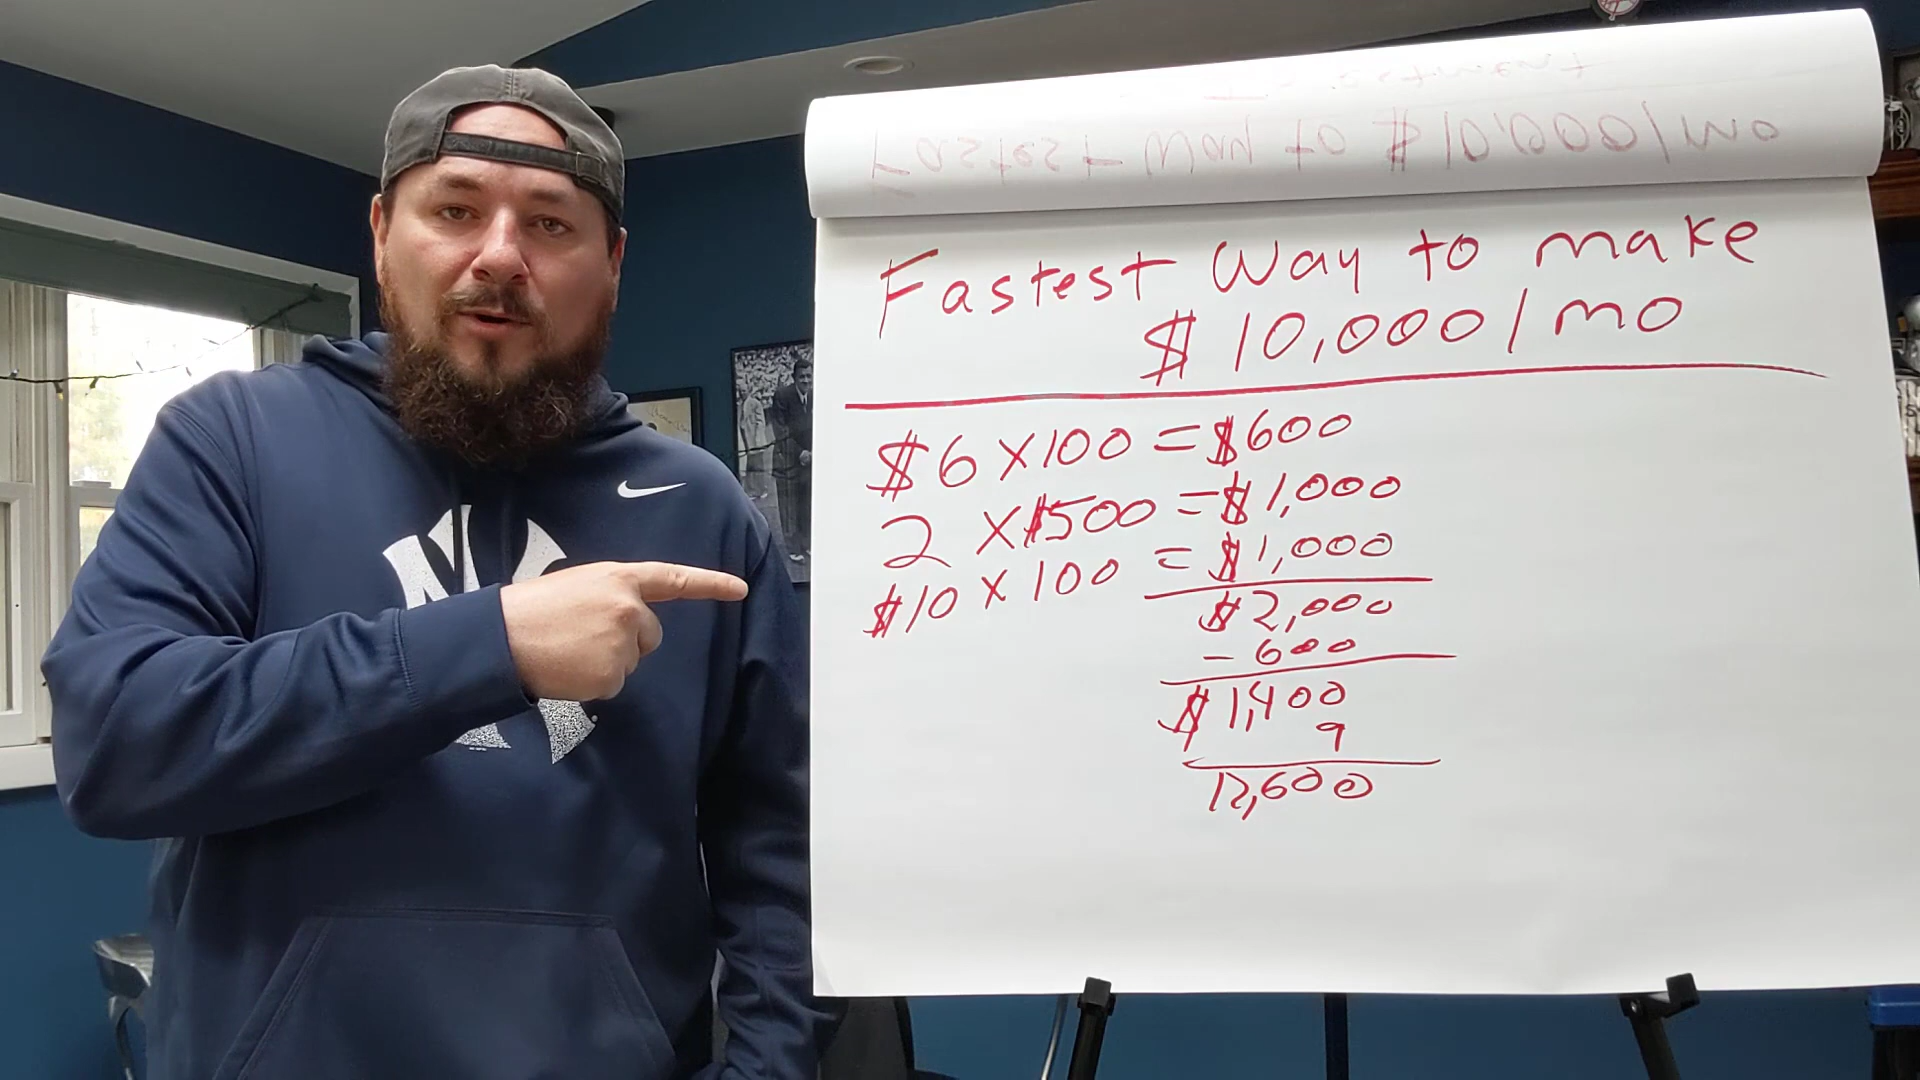 Fastest Way to make
$10,000/mo
$6 x 100 = $600
2 x $500 = $1,000
$10 x 100 = $1,000
$2,000
- 600
$1,400
9
12,600